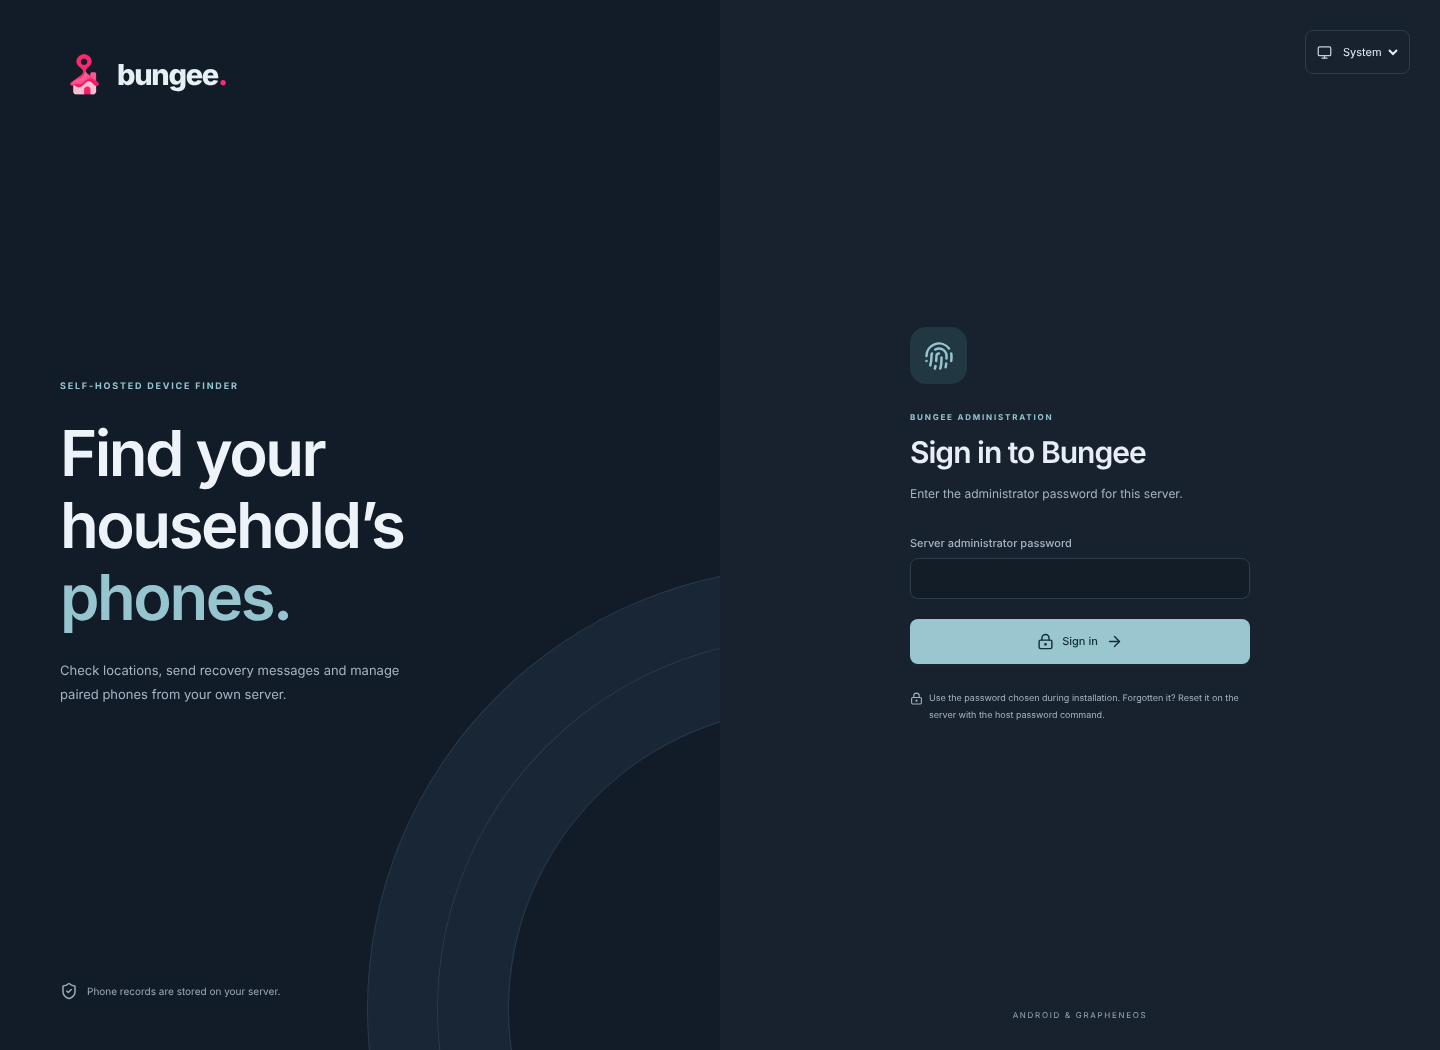 bungee.
System
SELF-HOSTED DEVICE FINDER
Find your
household’s
phones.
Check locations, send recovery messages and manage
paired phones from your own server.
Phone records are stored on your server.
BUNGEE ADMINISTRATION
Sign in to Bungee
Enter the administrator password for this server.
Server administrator password
Sign in
Use the password chosen during installation. Forgotten it? Reset it on the
server with the host password command.
ANDROID & GRAPHENEOS